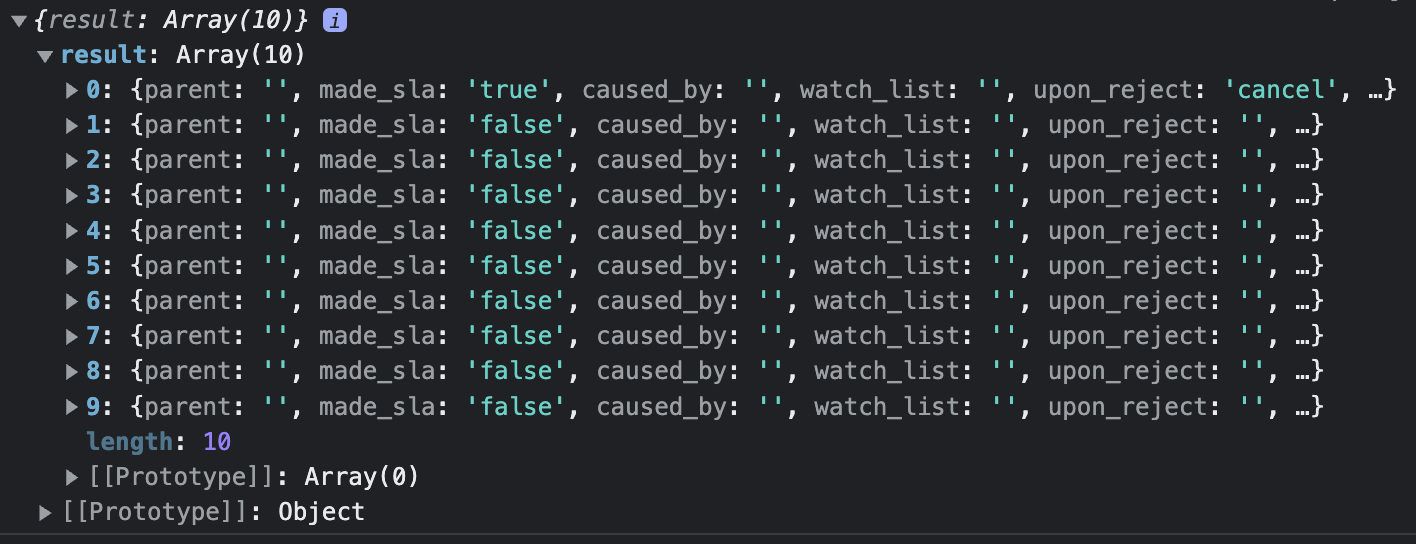 ▼{result: Array(10)} i
▼result: Array(10)
▶0: {parent: '', made_sla: 'true', caused_by: '', watch_list: '', upon_reject: 'cancel', …}
▶1: {parent: '', made_sla: 'false', caused_by: '', watch_list: '', upon_reject: '', …}
▶2: {parent: '', made_sla: 'false', caused_by: '', watch_list: '', upon_reject: '', …}
▶3: {parent: '', made_sla: 'false', caused_by: '', watch_list: '', upon_reject: '', …}
▶4: {parent: '', made_sla: 'false', caused_by: '', watch_list: '', upon_reject: '', …}
▶5: {parent: '', made_sla: 'false', caused_by: '', watch_list: '', upon_reject: '', …}
▶6: {parent: '', made_sla: 'false', caused_by: '', watch_list: '', upon_reject: '', …}
▶7: {parent: '', made_sla: 'false', caused_by: '', watch_list: '', upon_reject: '', …}
▶8: {parent: '', made_sla: 'false', caused_by: '', watch_list: '', upon_reject: '', …}
▶9: {parent: '', made_sla: 'false', caused_by: '', watch_list: '', upon_reject: '', …}
length: 10
▶[[Prototype]]: Array(0)
▶[[Prototype]]: Object